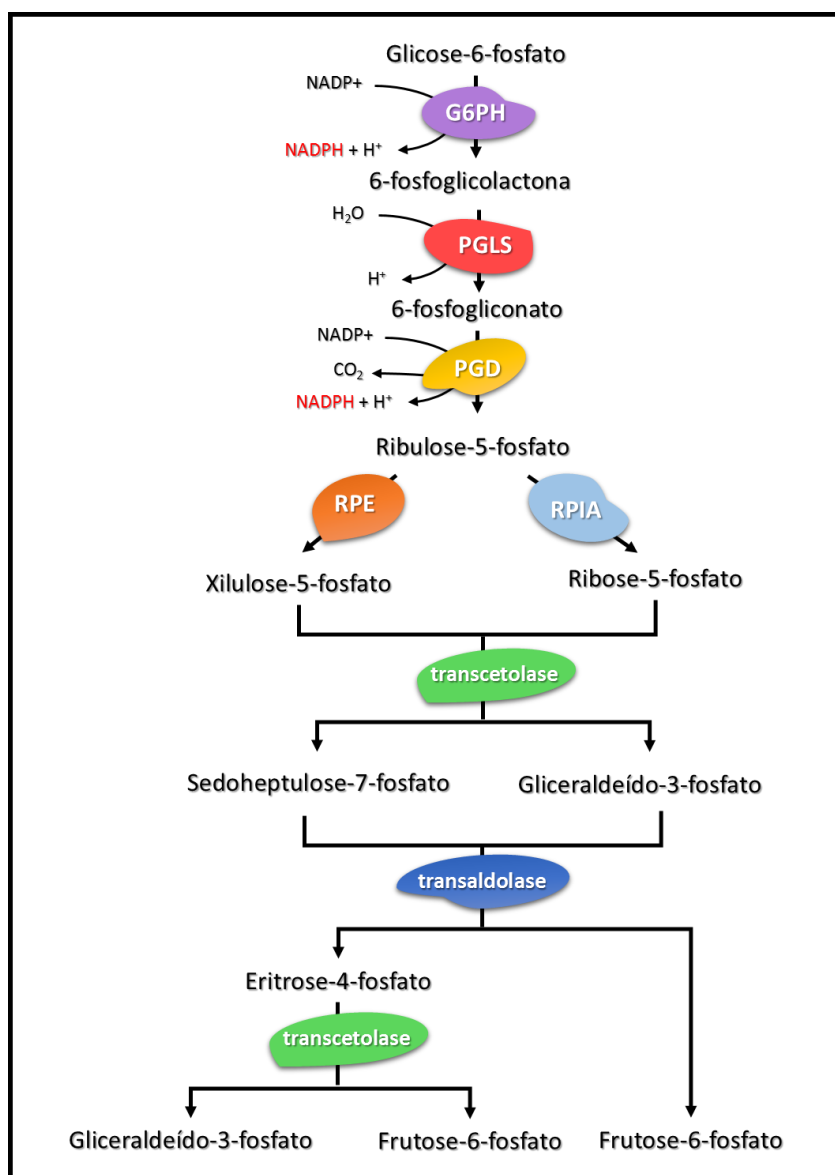 Glicose-6-fosfato
NADP+
G6PH
NADPH + H⁺
6-fosfoglicolactona
H₂O
PGLS
H⁺
6-fosfogliconato
NADP+
PGD
CO₂
NADPH + H⁺
Ribulose-5-fosfato
RPE
RPIA
Xilulose-5-fosfato
Ribose-5-fosfato
transcetolase
Sedoheptulose-7-fosfato
Gliceraldeído-3-fosfato
transaldolase
Eritrose-4-fosfato
transcetolase
Gliceraldeído-3-fosfato
Frutose-6-fosfato
Frutose-6-fosfato